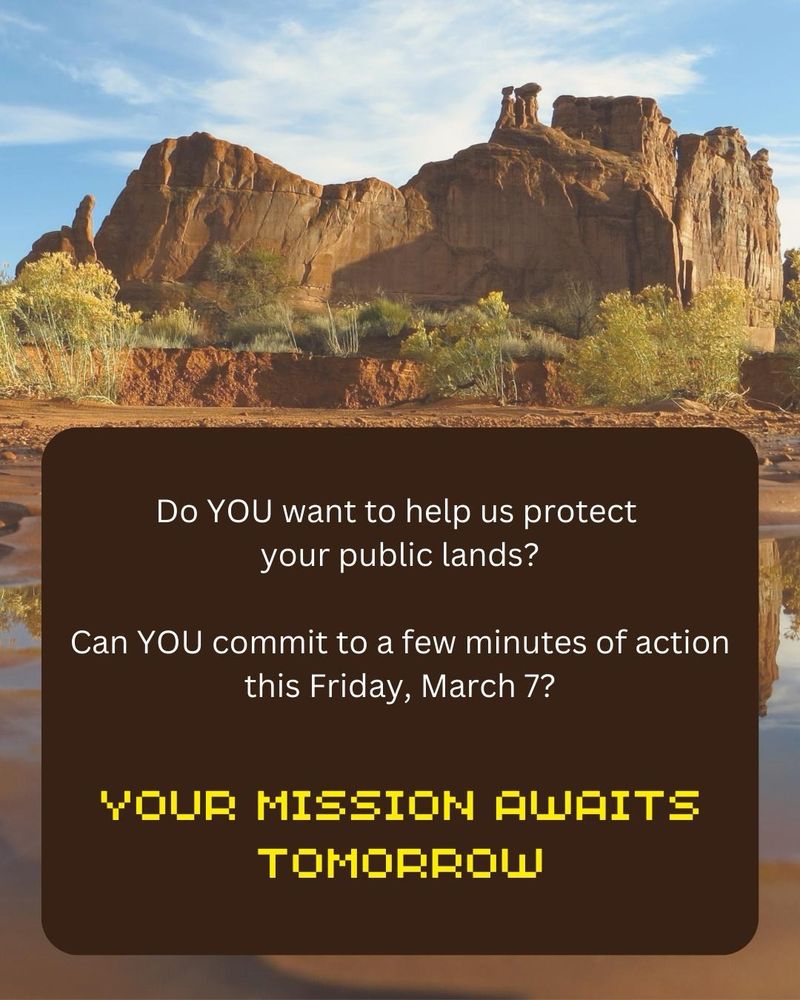 Do YOU want to help us protect
your public lands?
Can YOU commit to a few minutes of action
this Friday, March 7?
YOUR MISSION AWAITS
TOMORROW